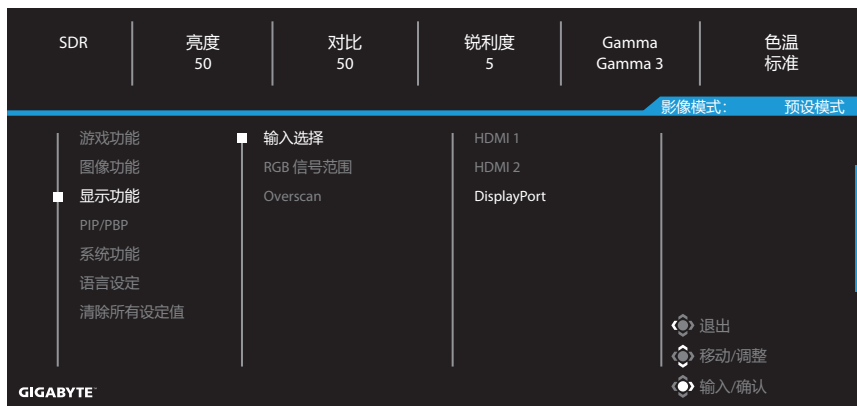 SDR 亮度 对比 锐利度 Gamma 色温
50 50 5 Gamma 3 标准
影像模式: 预设模式
游戏功能 输入选择 HDMI 1
图像功能 RGB 信号范围 HDMI 2
显示功能 Overscan DisplayPort
PIP/PBP
系统功能
语言设定
清除所有设定值
退出
移动/调整
输入/确认
GIGABYTE™